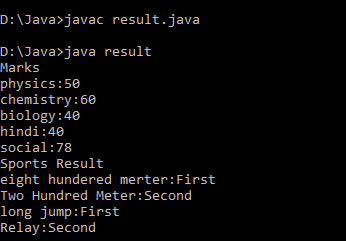 D:\Java>javac result.java
D:\Java>java result
Marks
physics:50
chemistry:60
biology:40
hindi:40
social:78
Sports Result
eight hundered merter:First
Two Hundred Meter:Second
long jump:First
Relay:Second